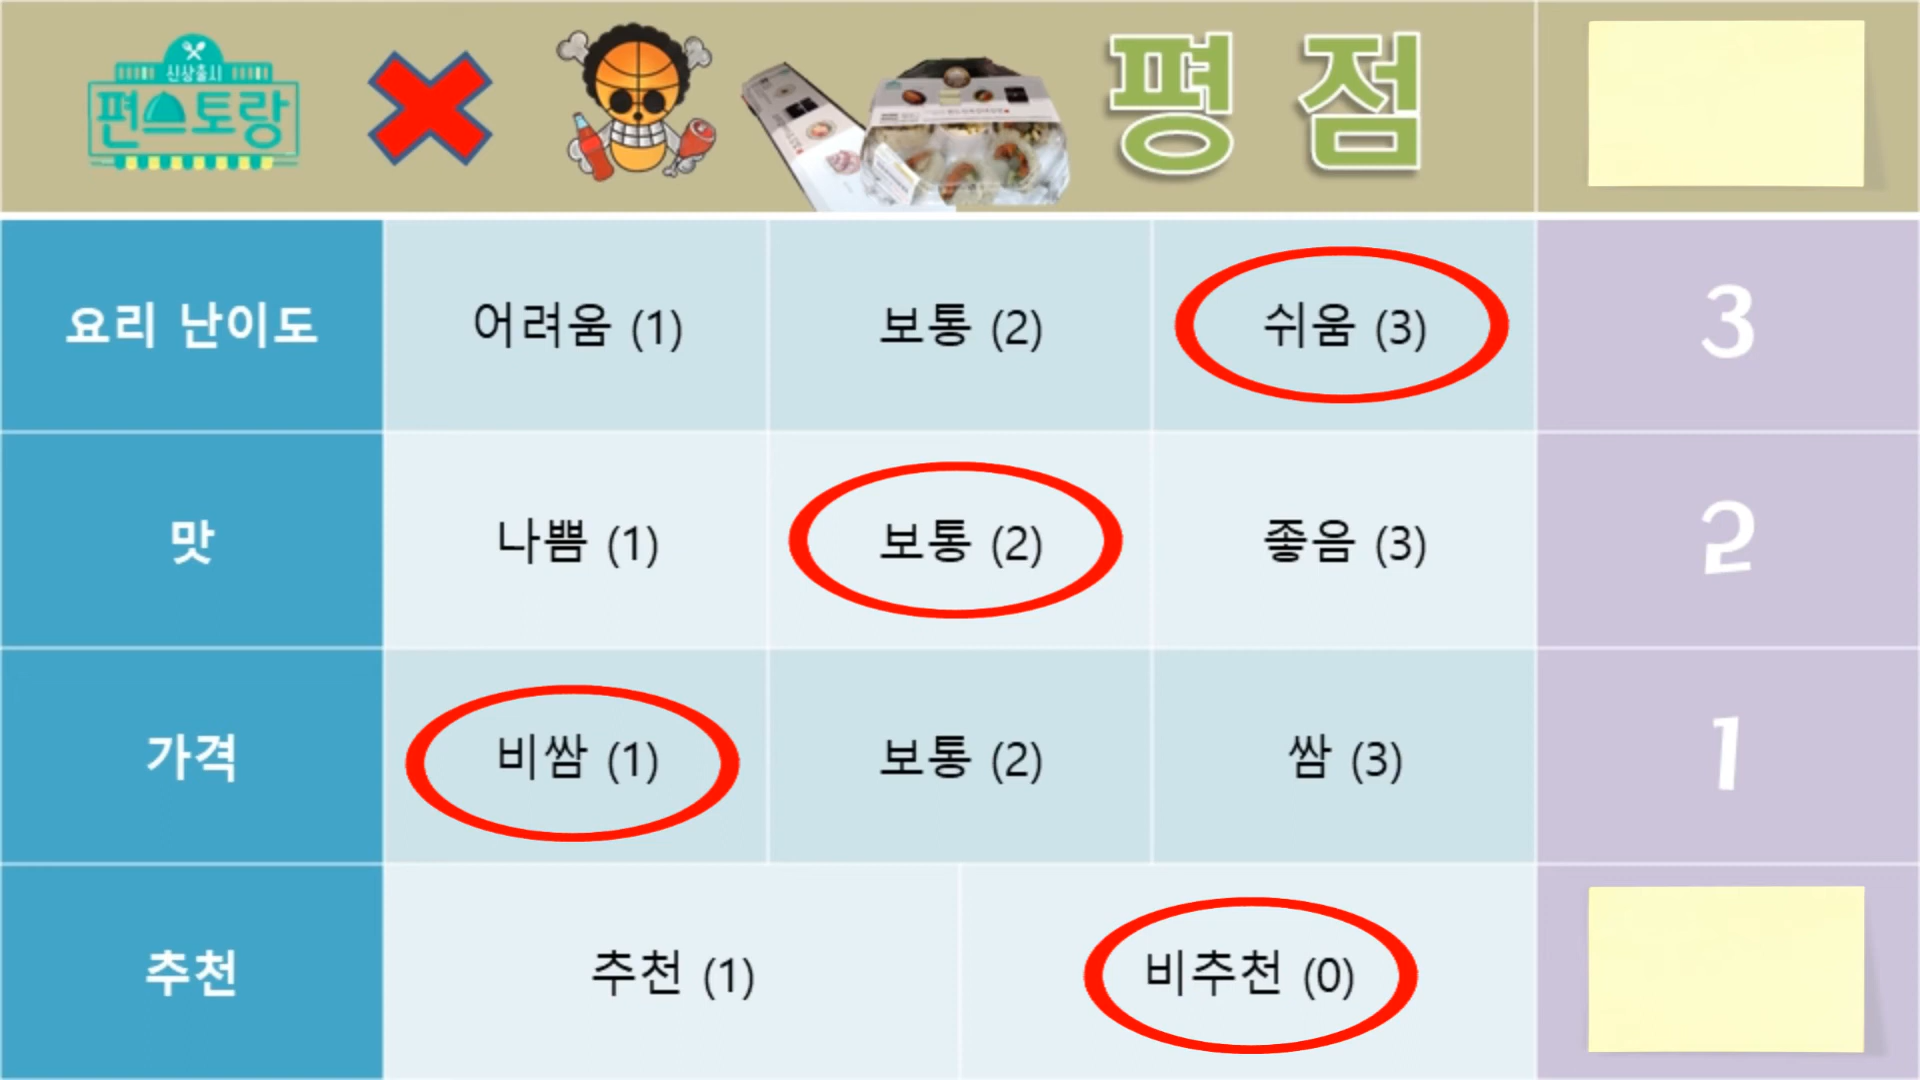 신상출시
편스토랑
평점
요리 난이도 어려움 (1) 보통 (2) 쉬움 (3) 3
맛 나쁨 (1) 보통 (2) 좋음 (3) 2
가격 비쌈 (1) 보통 (2) 쌈 (3) 1
추천 추천 (1) 비추천 (0)